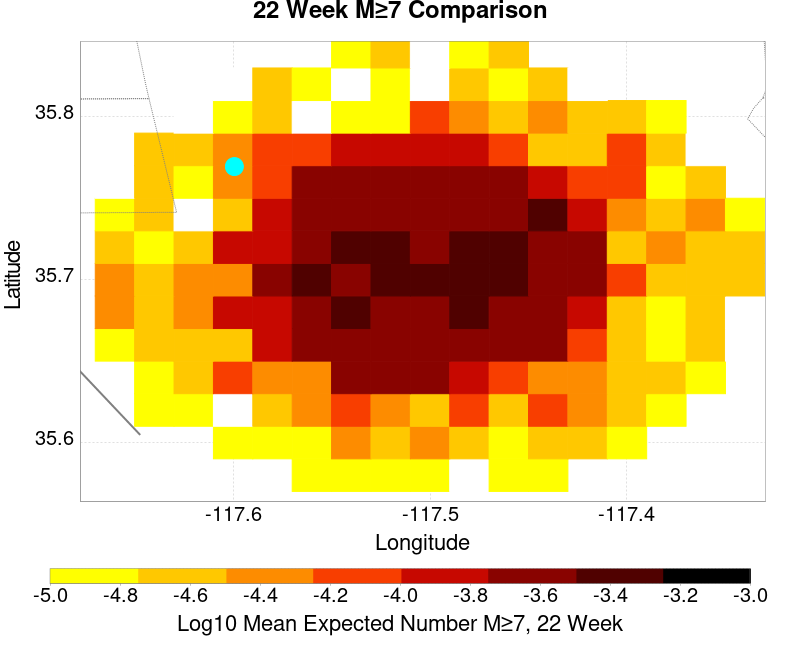 22 Week M≥7 Comparison
35.8
35.7
35.6
Latitude
-117.6 -117.5 -117.4
Longitude
-5.0 -4.8 -4.6 -4.4 -4.2 -4.0 -3.8 -3.6 -3.4 -3.2 -3.0
Log10 Mean Expected Number M≥7, 22 Week